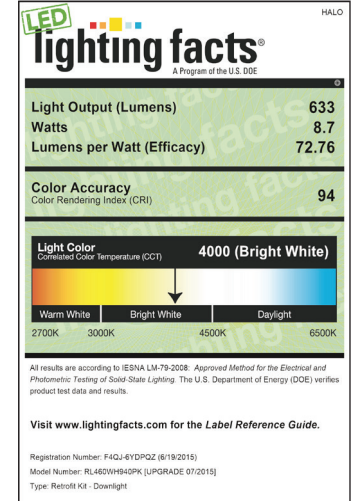 HALO
LED
lighting facts®
A Program of the U.S. DOE
Light Output (Lumens) 633
Watts 8.7
Lumens per Watt (Efficacy) 72.76
Color Accuracy
Color Rendering Index (CRI) 94
Light Color
Correlated Color Temperature (CCT) 4000 (Bright White)
Warm White Bright White Daylight
2700K 3000K 4500K 6500K
All results are according to IESNA LM-79-2008: Approved Method for the Electrical and
Photometric Testing of Solid-State Lighting. The U.S. Department of Energy (DOE) verifies
product test data and results.
Visit www.lightingfacts.com for the Label Reference Guide.
Registration Number: F4QJ-6YDPQZ (6/19/2015)
Model Number: RL460WH940PK [UPGRADE 07/2015]
Type: Retrofit Kit - Downlight